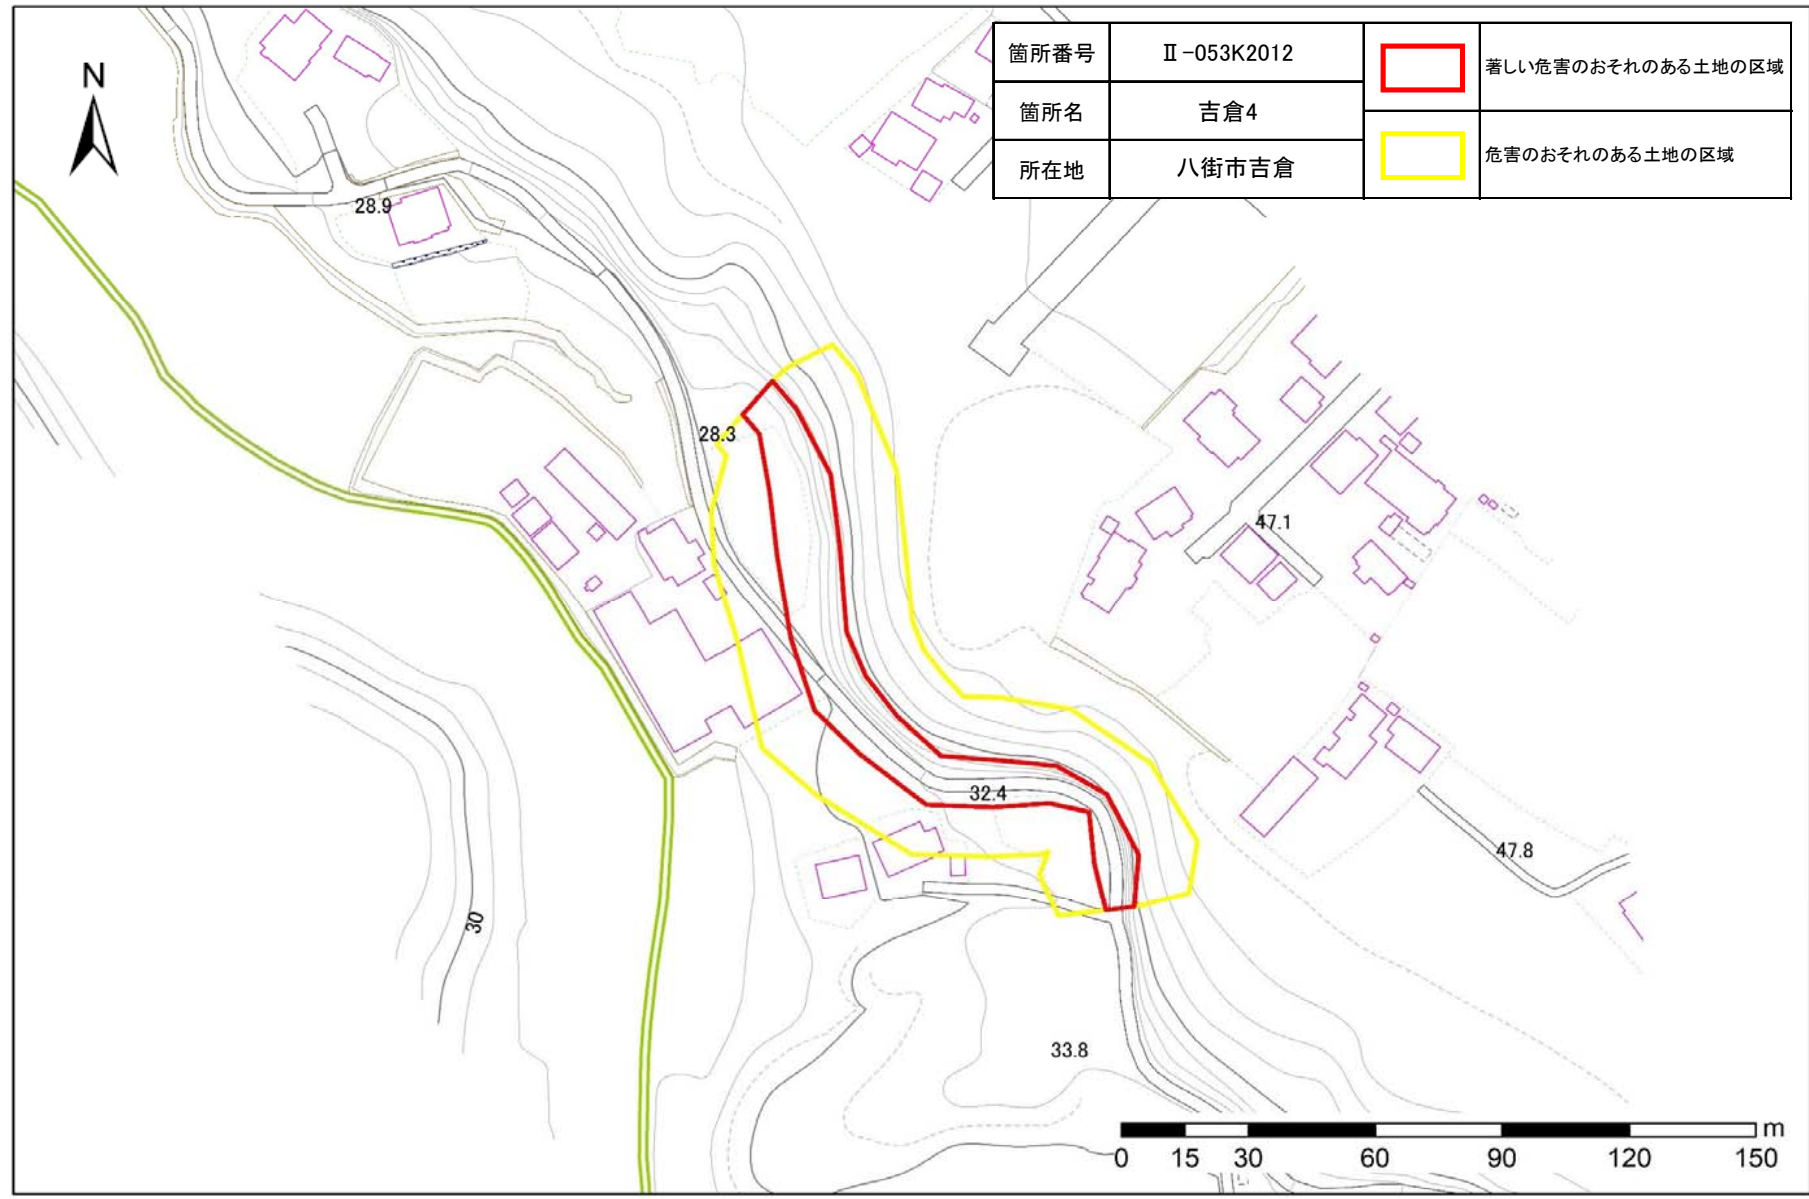 箇所番号 Ⅱ-053K2012
著しい危害のおそれのある土地の区域
箇所名 吉倉4
危害のおそれのある土地の区域
所在地 八街市吉倉
N
28.9
28.3
47.1
32.4
47.8
30
33.8
m
0 15 30 60 90 120 150